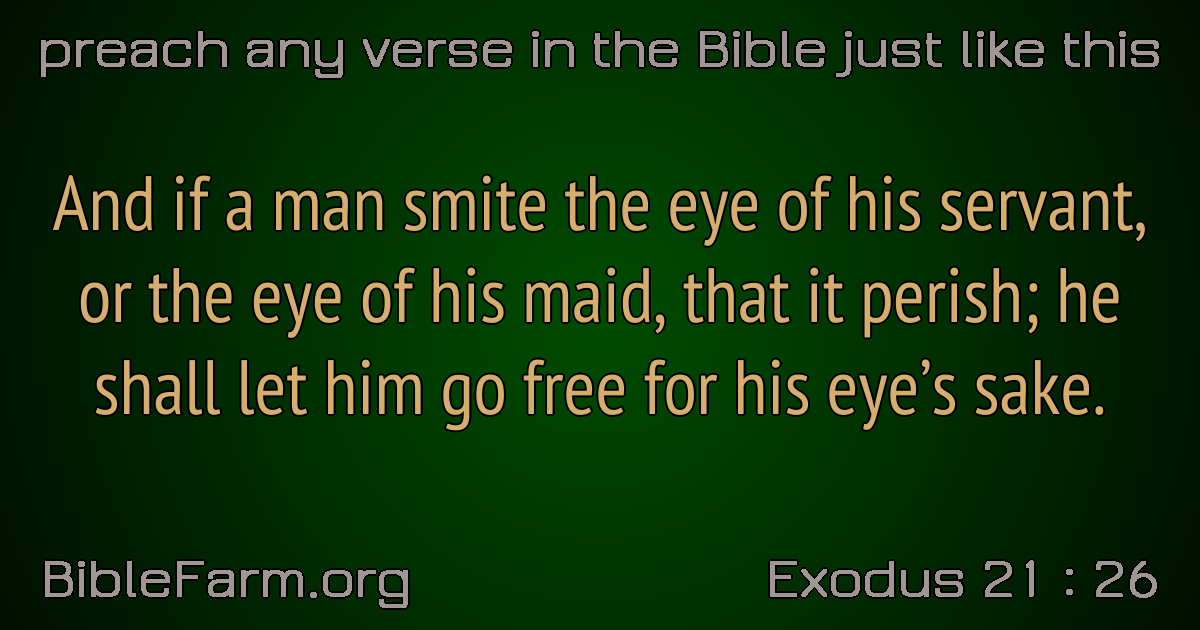 preach any verse in the Bible just like this
And if a man smite the eye of his servant,
or the eye of his maid, that it perish; he
shall let him go free for his eye’s sake.
BibleFarm.org
Exodus 21 : 26